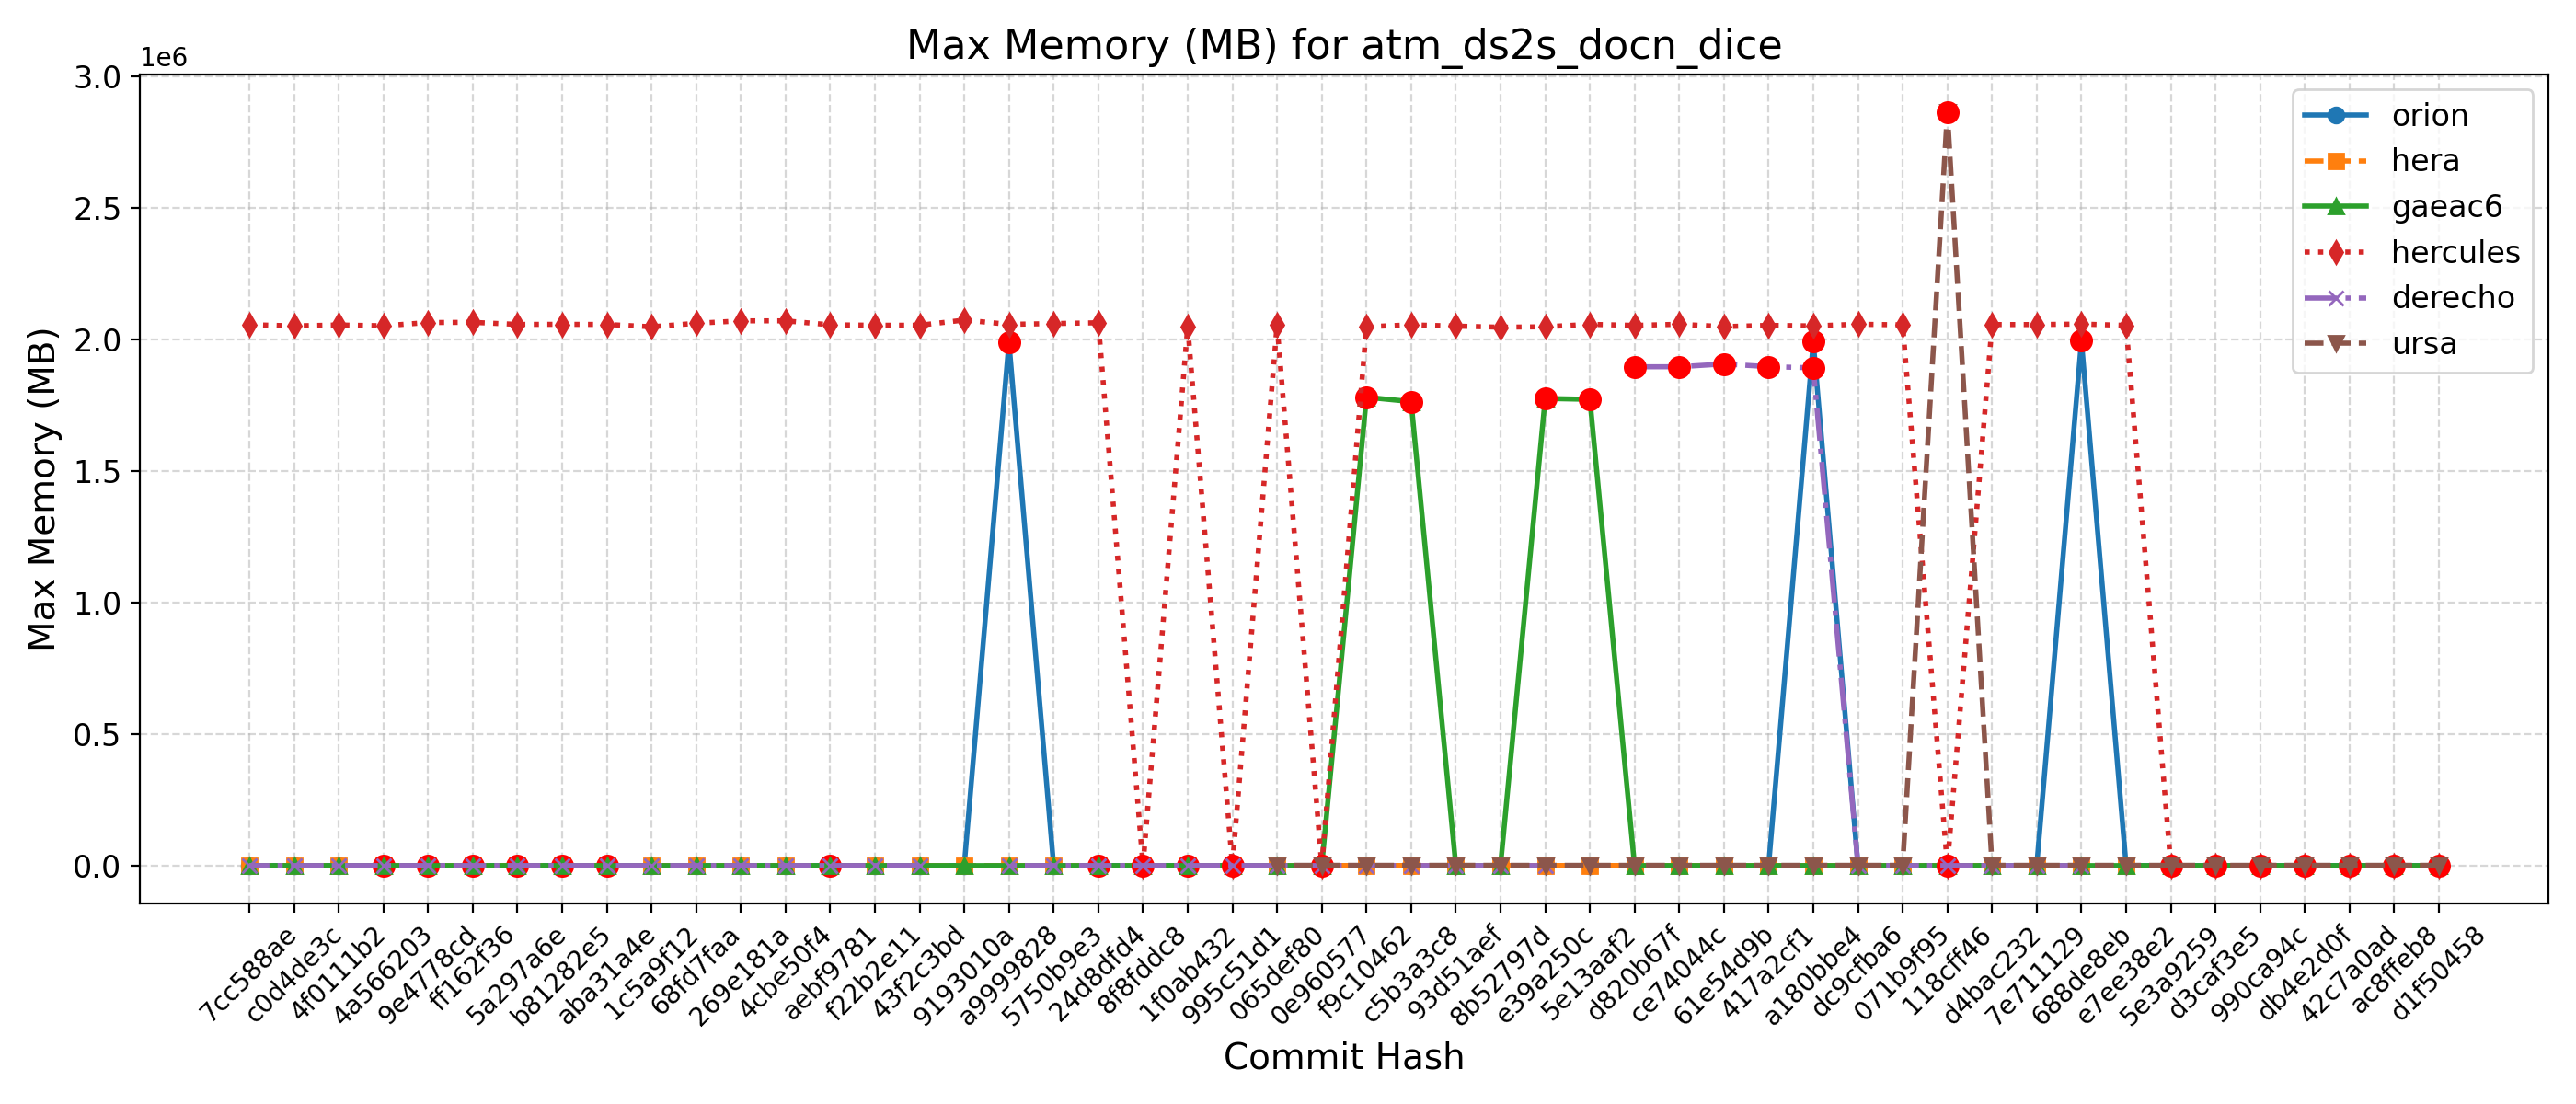 Max Memory (MB) for atm_ds2s_docn_dice
1e6
3.0
2.5
2.0
1.5
1.0
0.5
0.0
Max Memory (MB)
orion
hera
gaeac6
hercules
derecho
ursa
7cc588ae
c0d4de3c
4f0111b2
4a566203
9e4778cd
ff162f36
5a297a6e
b81282e5
aba31a4e
1c5a9f12
68fd7faa
269e181a
4cbe50f4
aebf9781
f22b2e11
43f2c3bd
9193010a
a9999828
5750b9e3
24d8dfd4
8f8fddc8
1f0ab432
995c51d1
065def80
0e960577
f9c10462
c5b3a3c8
93d51aef
8b52797d
e39a250c
5e13aaf2
d820b67f
ce74044c
61e54d9b
417a2cf1
a180bbe4
dc9cfba6
071b9f95
118cff46
d4bac232
7e711129
688de8eb
e7ee38e2
5e3a9259
d3caf3e5
990ca94c
db4e2d0f
42c7a0ad
ac8ffeb8
d1f50458
Commit Hash